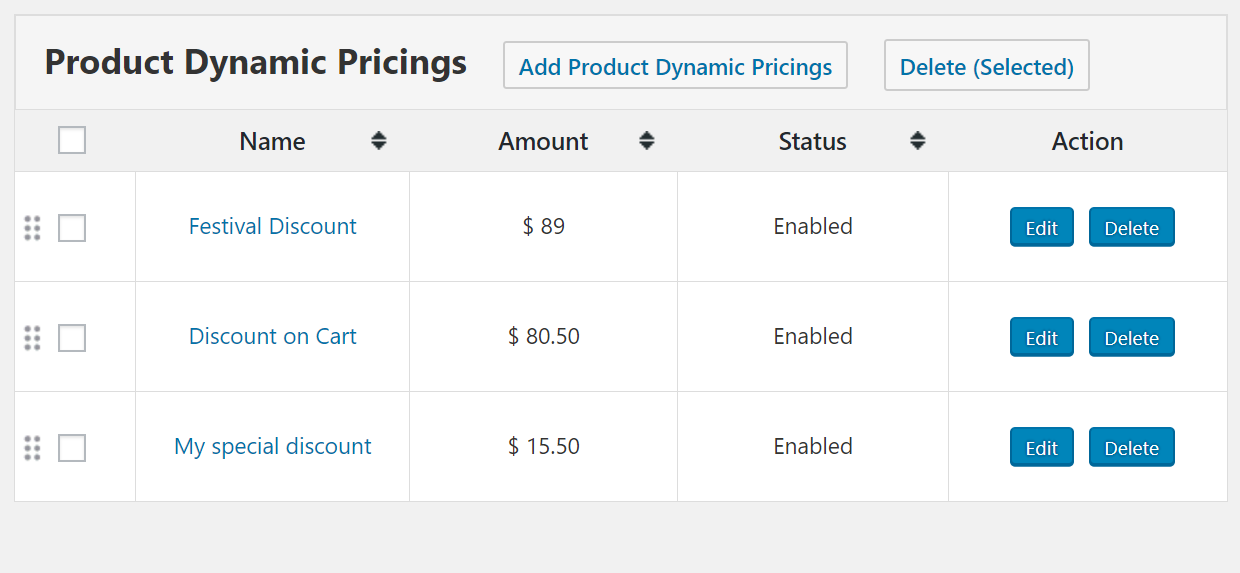 Product Dynamic Pricings Add Product Dynamic Pricings Delete (Selected)
Name Amount Status Action
Festival Discount $ 89 Enabled Edit Delete
Discount on Cart $ 80.50 Enabled Edit Delete
My special discount $ 15.50 Enabled Edit Delete